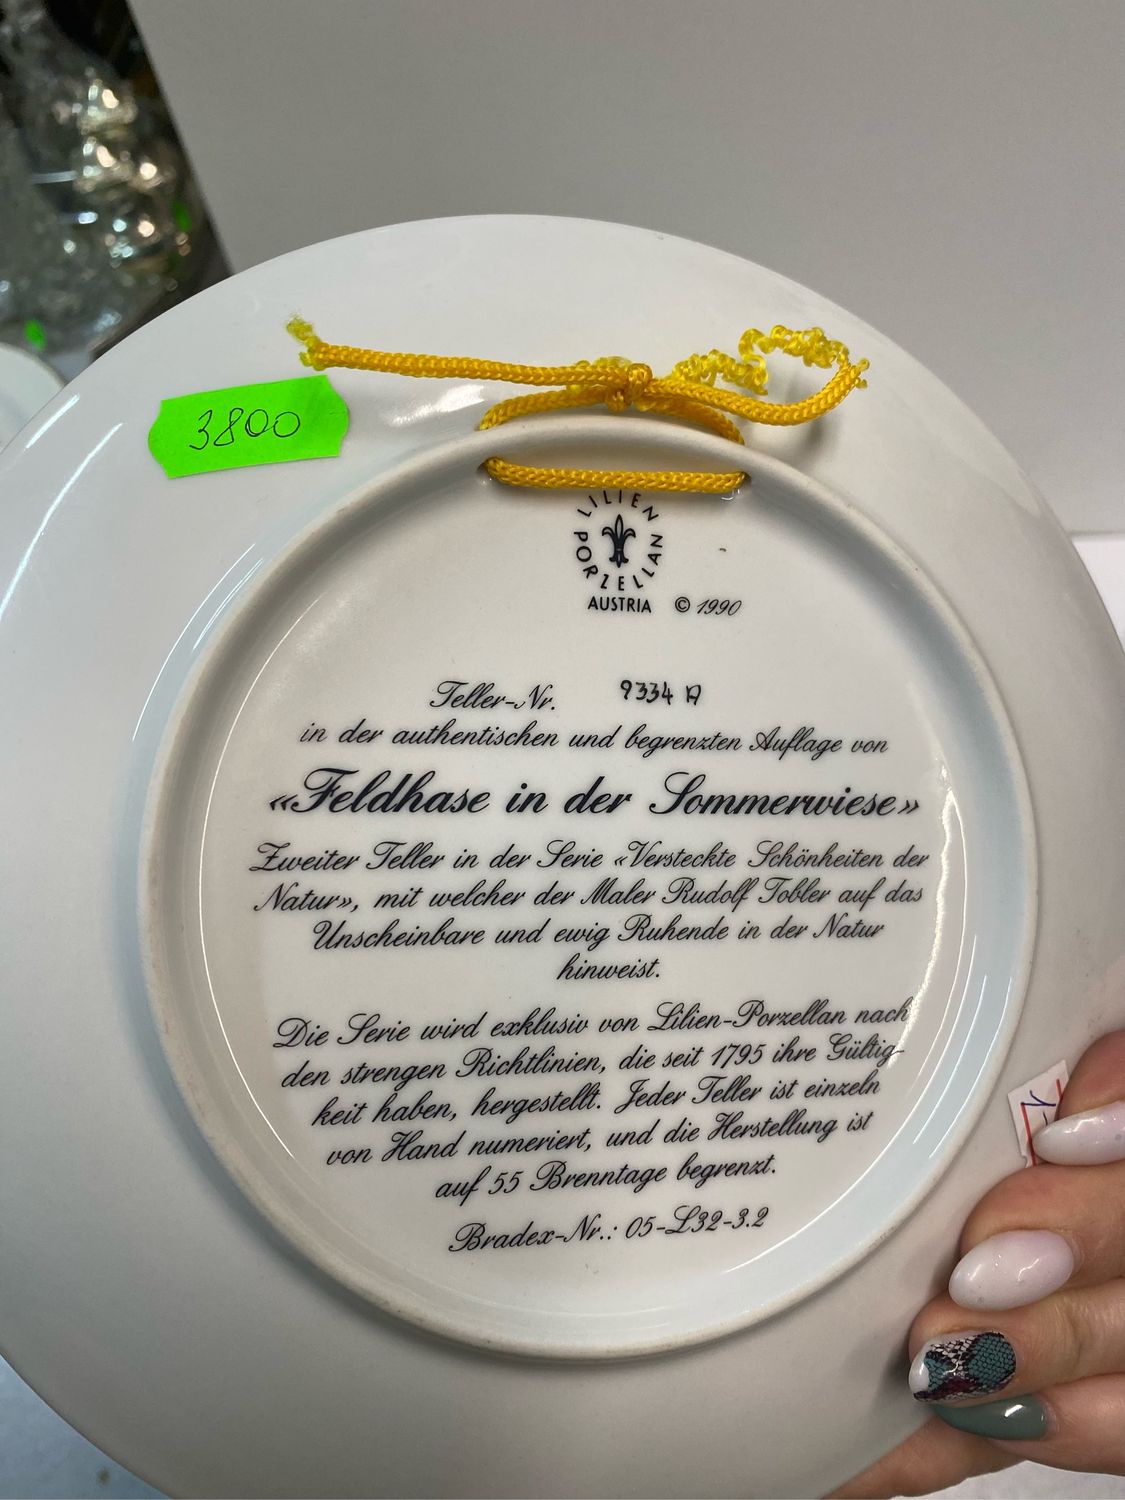 3800
LILIEN
PORZELLAN
AUSTRIA © 1990
Teller-Nr. 9334 A
in der authentischen und begrenzten Auflage von
«Feldhase in der Sommerwiese»
Zweiter Teller in der Serie «Versteckte Schönheiten der
Natur», mit welcher der Maler Rudolf Tobler auf das
Unscheinbare und ewig Ruhende in der Natur
hinweist.
Die Serie wird exklusiv von Lilien-Porzellan nach
den strengen Richtlinien, die seit 1795 ihre Gültig-
keit haben, hergestellt. Jeder Teller ist einzeln
von Hand numeriert, und die Herstellung ist
auf 55 Brenntage begrenzt.
Bradex-Nr.: 05-L32-3.2